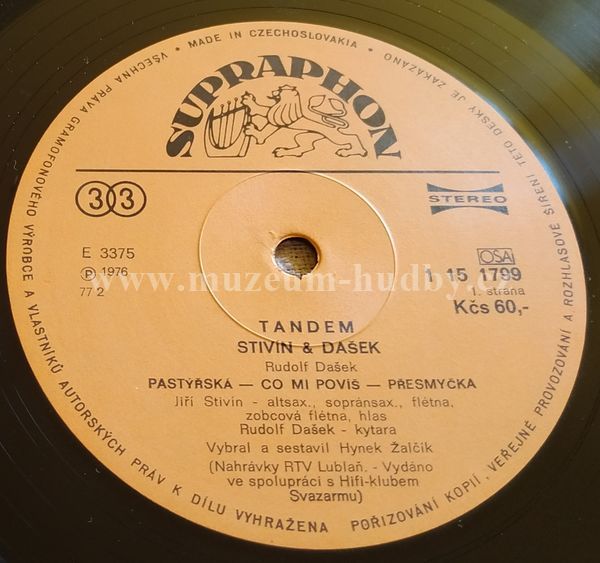 VŠECHNA PRÁVA GRAMOFONOVÉHO VÝROBCE A VLASTNÍKŮ AUTORSKÝCH PRÁV K DÍLU VYHRAŽENA
POŘIZOVÁNÍ KOPIÍ, VEŘEJNÉ PROVOZOVÁNÍ A ROZHLASOVÉ ŠÍŘENÍ TÉTO DESKY JE ZAKÁZÁNO
• MADE IN CZECHOSLOVAKIA •
SUPRAPHON
33
STEREO
E 3375
Ⓟ 1976
77 2
OSA
1 15 1799
1. strana
Kčs 60,-
www.muzeum-hudby.cz
TANDEM
STIVÍN & DAŠEK
Rudolf Dašek
PASTÝŘSKÁ — CO MI POVÍŠ — PŘESMYČKA
Jiří Stivín - altsax., sopránsax., flétna,
zobcová flétna, hlas
Rudolf Dašek - kytara
Vybral a sestavil Hynek Žalčík
(Nahrávky RTV Lublaň. - Vydáno
ve spolupráci s Hifi-klubem
Svazarmu)